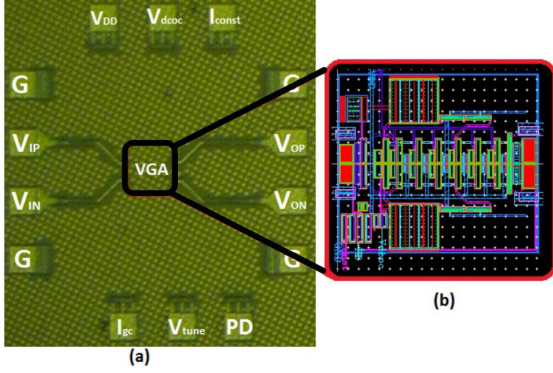 VDD Vdcoc Iconst
G G
VIP VGA VOP
VIN VON
G G
Igc Vtune PD
(a)
(b)